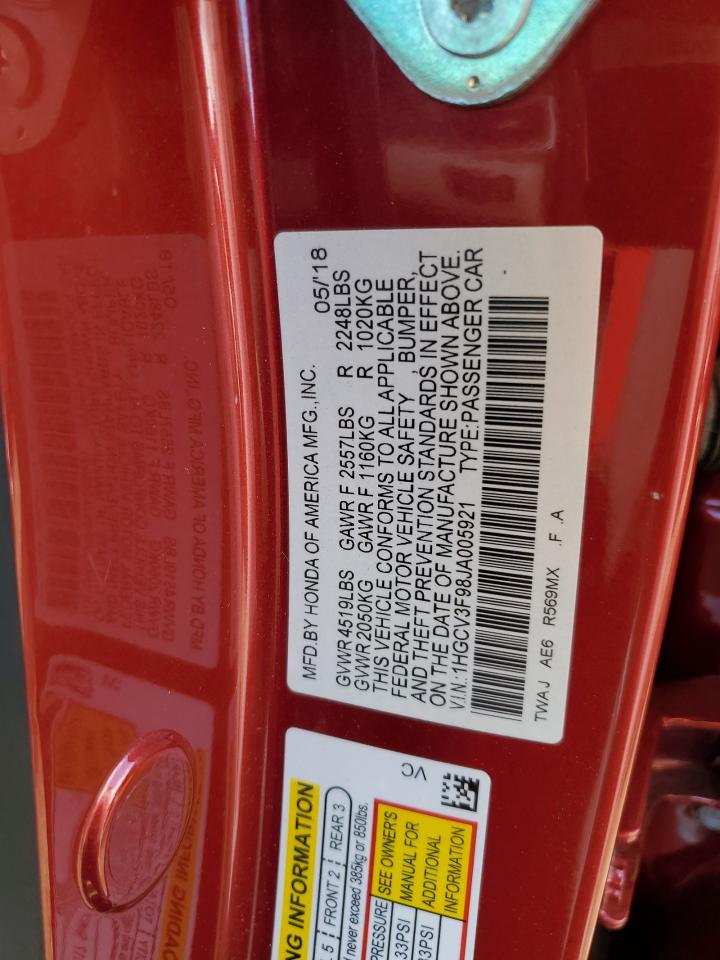 MFD.BY HONDA OF AMERICA MFG.,INC. 05/'18
GVWR 4519LBS GAWR F 2557LBS R 2248LBS
GVWR 2050KG GAWR F 1160KG R 1020KG
THIS VEHICLE CONFORMS TO ALL APPLICABLE
FEDERAL MOTOR VEHICLE SAFETY , BUMPER,
AND THEFT PREVENTION STANDARDS IN EFFECT
ON THE DATE OF MANUFACTURE SHOWN ABOVE.
V.I.N.:1HGCV3F98JA005921 TYPE:PASSENGER CAR
TWAJ AE6 R569MX .F .A
INFORMATION
5 FRONT 2 REAR 3
never exceed 385kg or 850lbs.
PRESSURE SEE OWNER'S
33PSI MANUAL FOR
33PSI ADDITIONAL
INFORMATION
VC